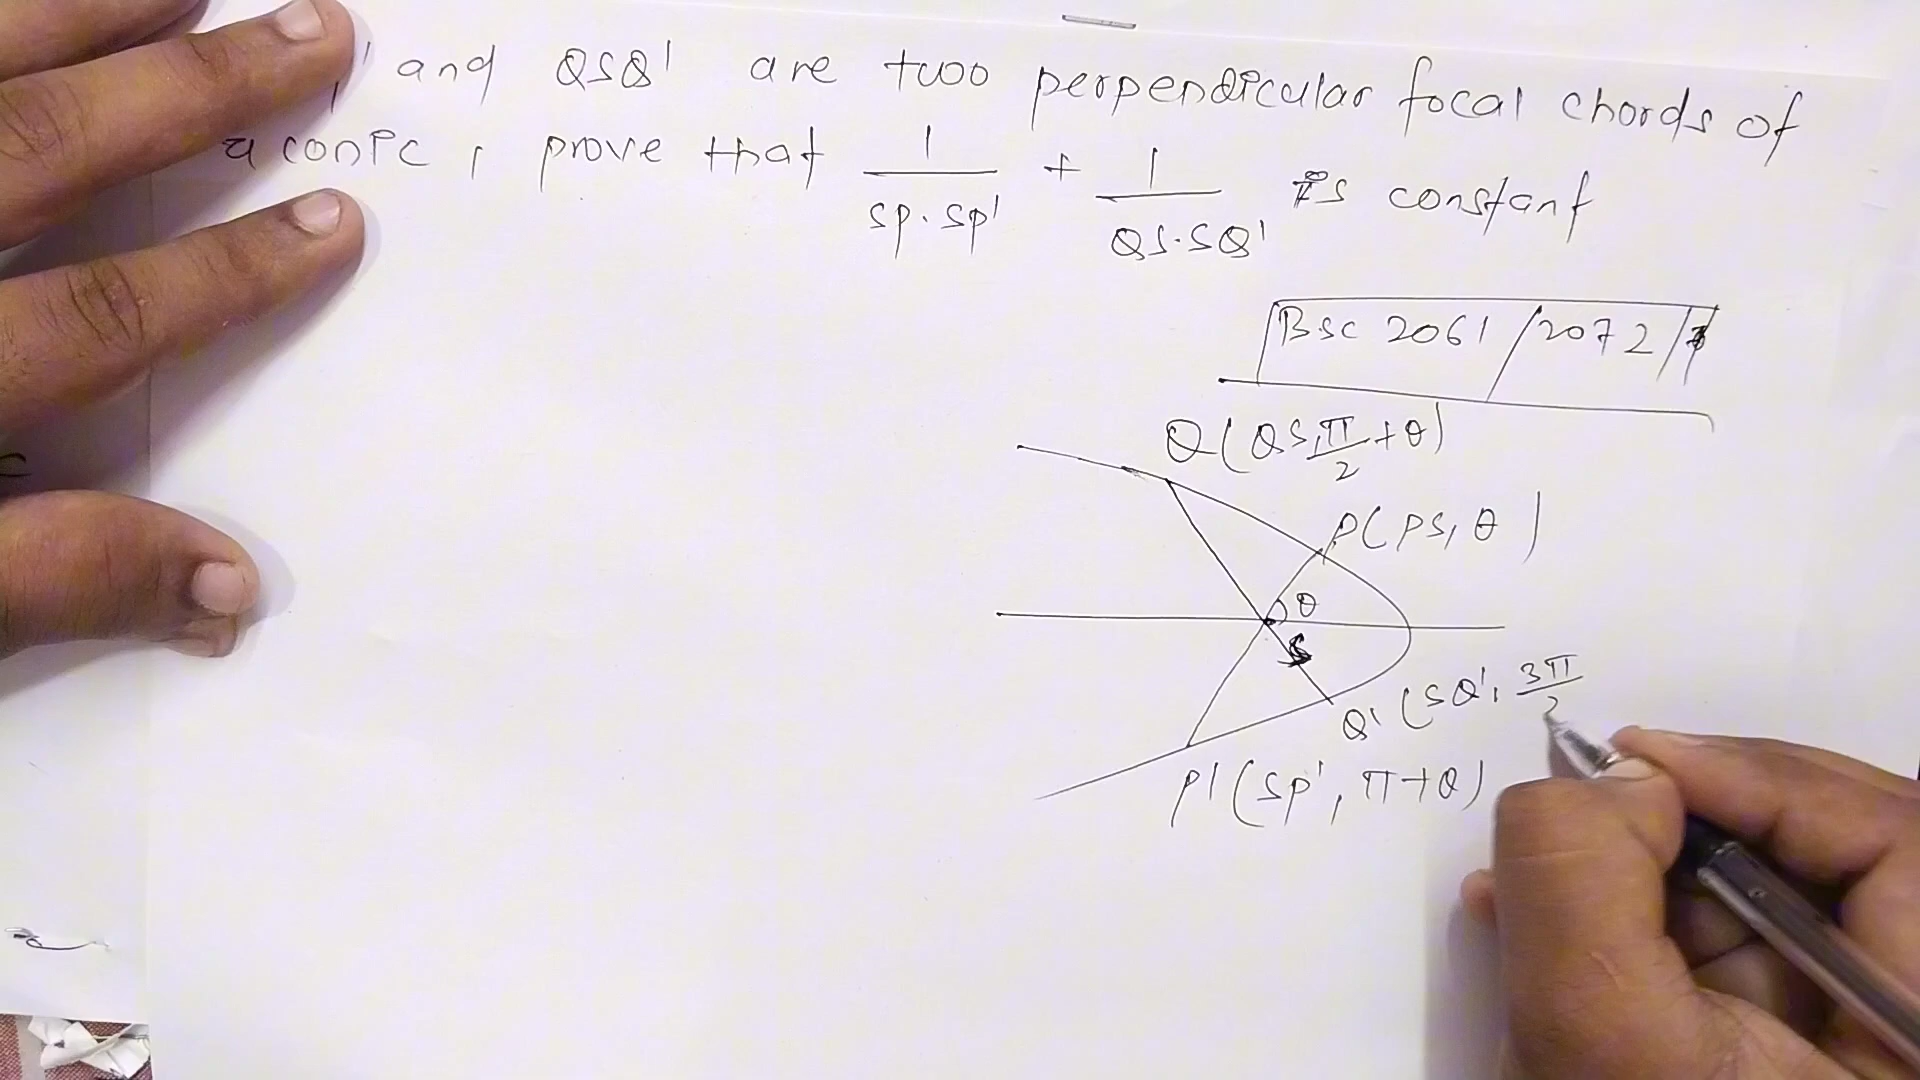 and QSQ' are two perpendicular focal chords of
a conic, prove that 1/SP·SP' + 1/QS·SQ' is constant
BSC 2061 / 2072 /
Q(QS, π/2 + θ)
P(PS, θ)
θ
S
Q' (SQ', 3π/2
P' (SP', π+θ)